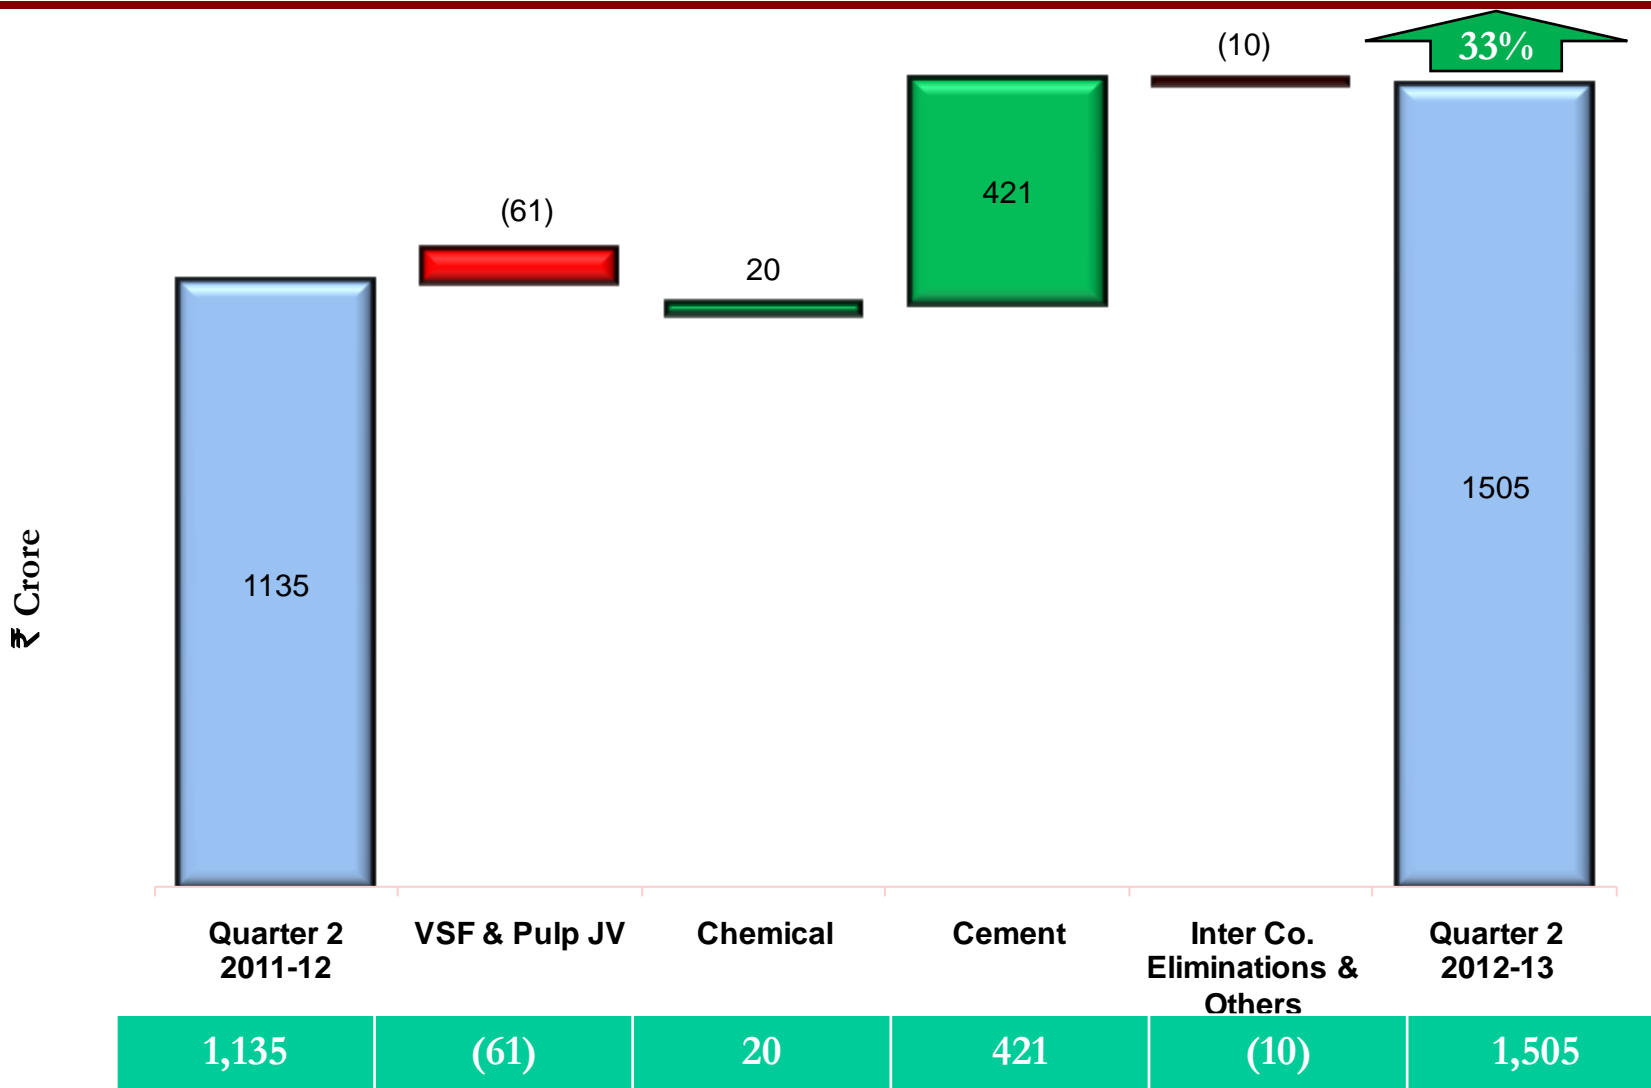 (10)
33%
421
(61)
20
1505
1135
₹ Crore
Quarter 2
2011-12
VSF & Pulp JV
Chemical
Cement
Inter Co.
Eliminations &
Others
Quarter 2
2012-13
1,135 (61) 20 421 (10) 1,505